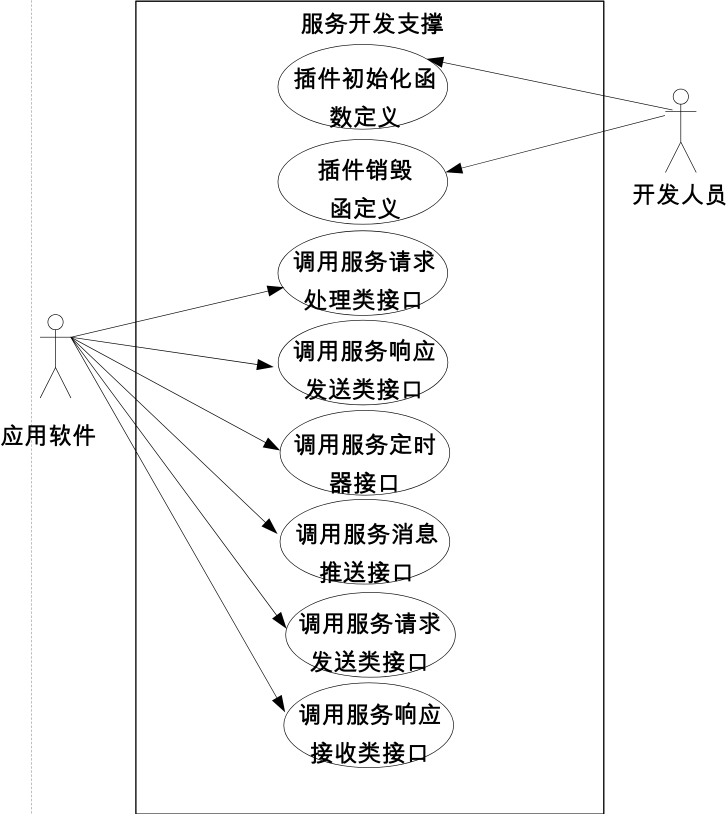 服务开发支撑
插件初始化函
数定义
插件销毁
函定义
开发人员
调用服务请求
处理类接口
调用服务响应
发送类接口
应用软件
调用服务定时
器接口
调用服务消息
推送接口
调用服务请求
发送类接口
调用服务响应
接收类接口